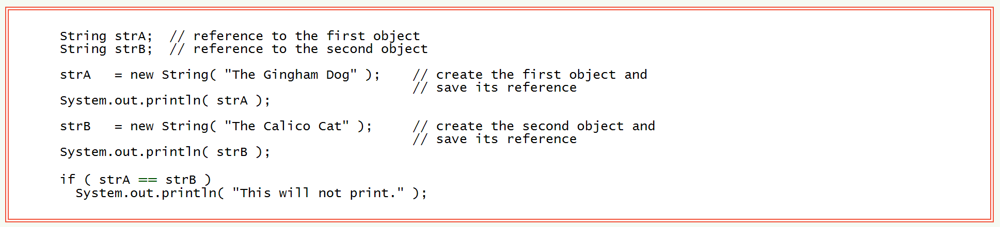 String strA;  // reference to the first object
String strB;  // reference to the second object
strA   = new String( "The Gingham Dog" );    // create the first object and
// save its reference
System.out.println( strA );
strB   = new String( "The Calico Cat" );     // create the second object and
// save its reference
System.out.println( strB );
if ( strA == strB )
System.out.println( "This will not print." );